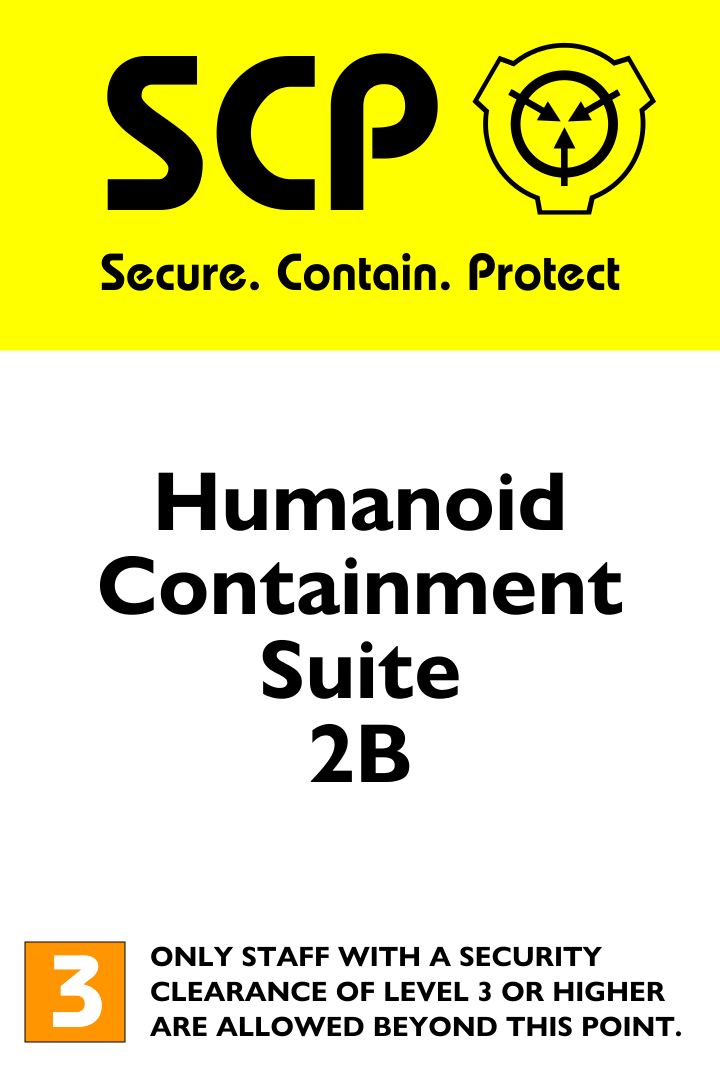 SCP
Secure. Contain. Protect
Humanoid
Containment
Suite
2B
3
ONLY STAFF WITH A SECURITY
CLEARANCE OF LEVEL 3 OR HIGHER
ARE ALLOWED BEYOND THIS POINT.